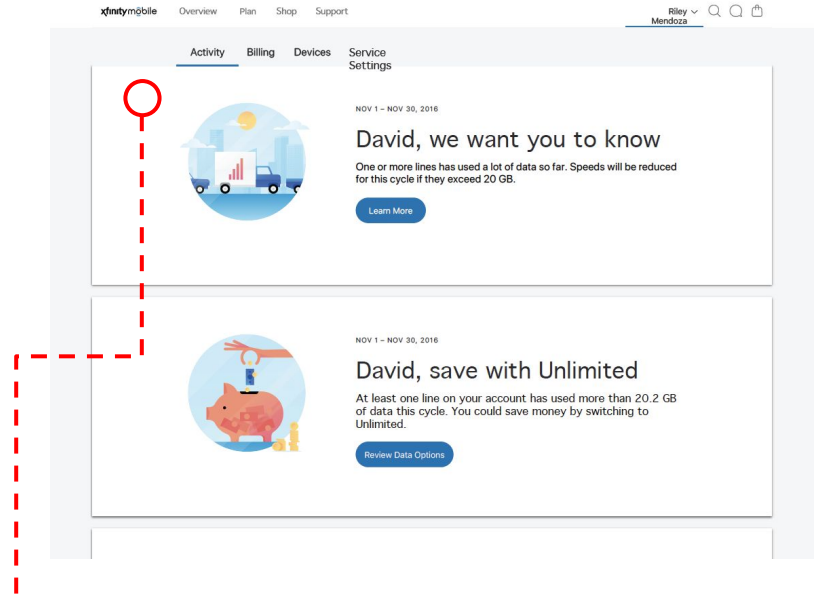 xfinity mobile Overview Plan Shop Support Riley
Mendoza
Activity Billing Devices Service
Settings
NOV 1 – NOV 30, 2016
David, we want you to know
One or more lines has used a lot of data so far. Speeds will be reduced
for this cycle if they exceed 20 GB.
Learn More
NOV 1 – NOV 30, 2016
David, save with Unlimited
At least one line on your account has used more than 20.2 GB
of data this cycle. You could save money by switching to
Unlimited.
Review Data Options